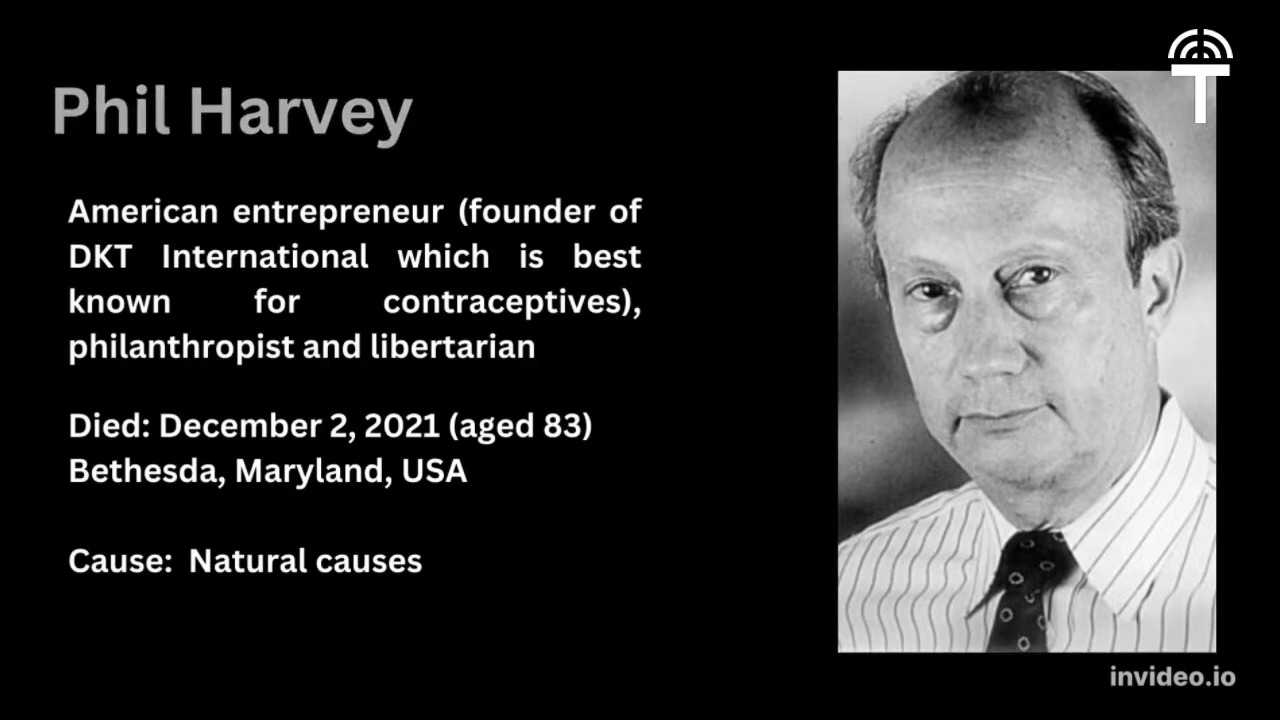 Phil Harvey
American entrepreneur (founder of
DKT International which is best
known for contraceptives),
philanthropist and libertarian
Died: December 2, 2021 (aged 83)
Bethesda, Maryland, USA
Cause: Natural causes
invideo.io